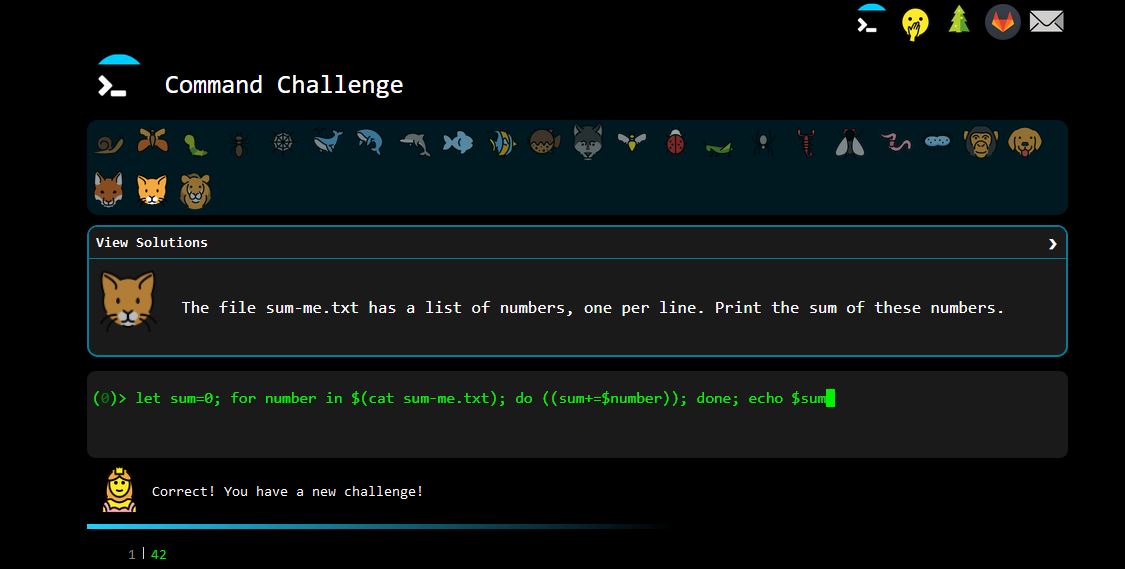 Command Challenge
View Solutions
The file sum-me.txt has a list of numbers, one per line. Print the sum of these numbers.
(0)> let sum=0; for number in $(cat sum-me.txt); do ((sum+=$number)); done; echo $sum
Correct! You have a new challenge!
1 | 42